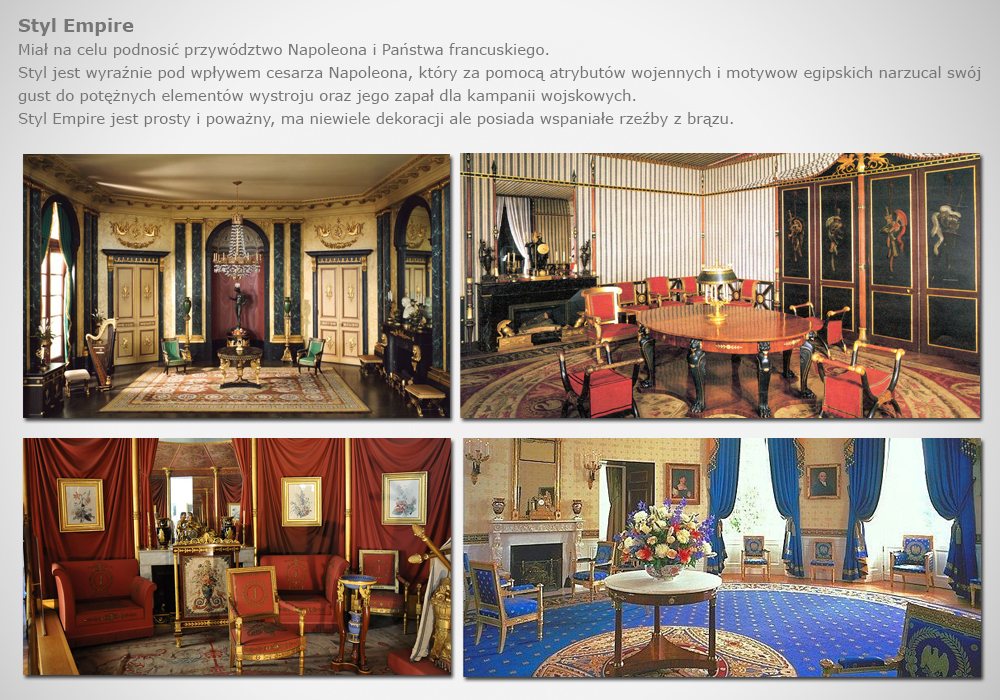 Styl Empire
Miał na celu podnosić przywództwo Napoleona i Państwa francuskiego.
Styl jest wyraźnie pod wpływem cesarza Napoleona, który za pomocą atrybutów wojennych i motywow egipskich narzucal swój
gust do potężnych elementów wystroju oraz jego zapał dla kampanii wojskowych.
Styl Empire jest prosty i poważny, ma niewiele dekoracji ale posiada wspaniałe rzeźby z brązu.